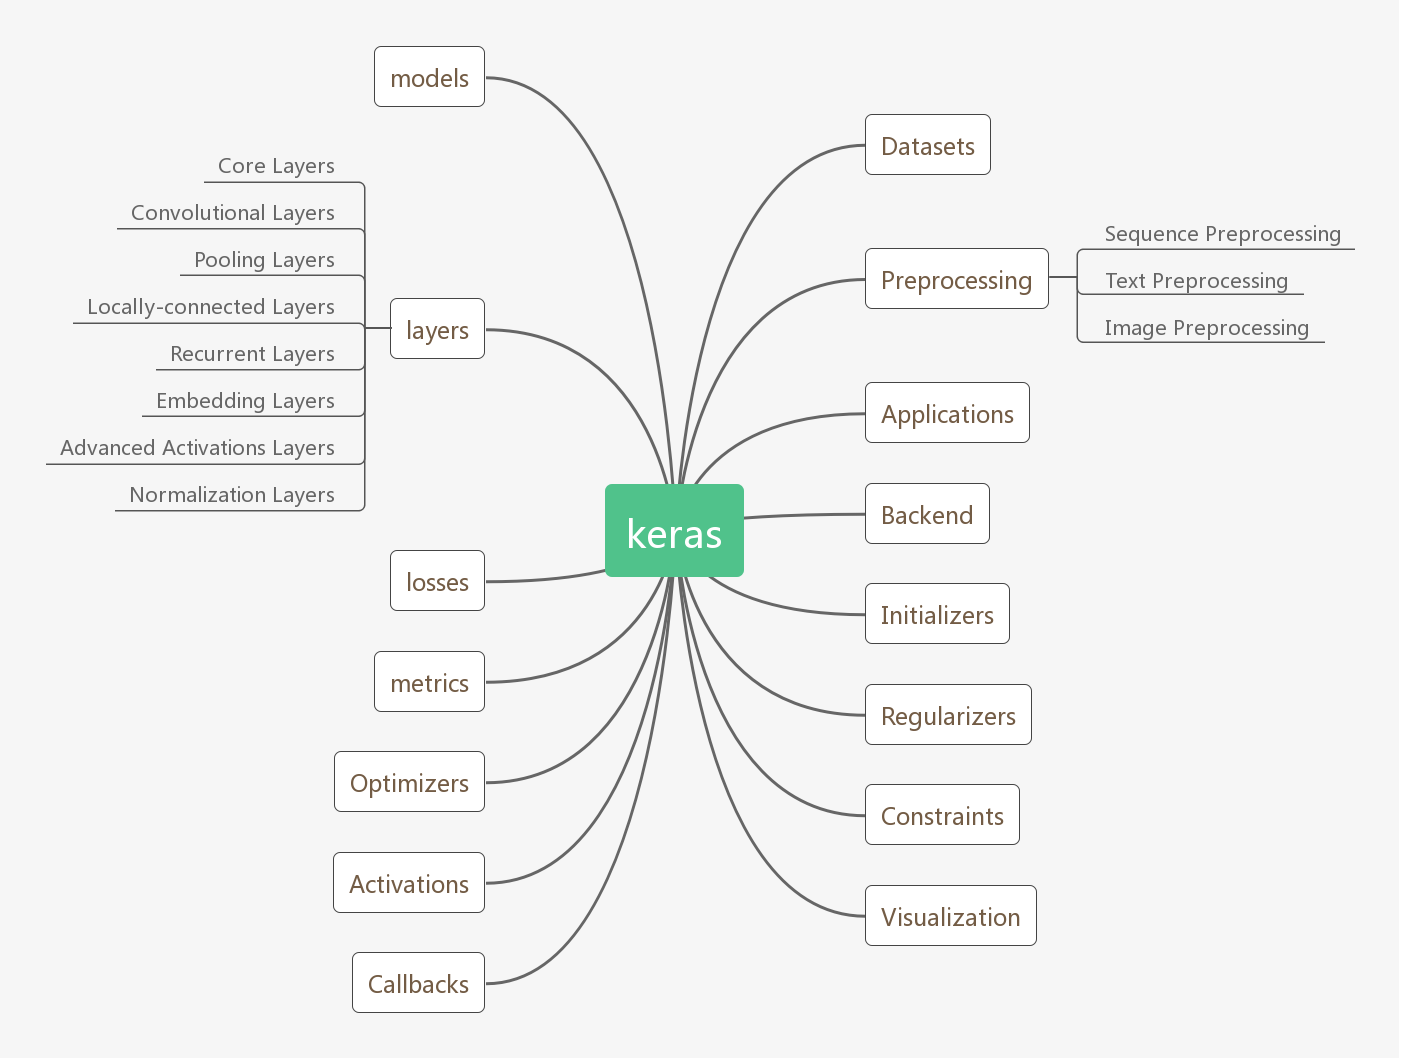 models
Core Layers
Convolutional Layers
Pooling Layers
Locally-connected Layers
Recurrent Layers
Embedding Layers
Advanced Activations Layers
Normalization Layers
layers
losses
metrics
Optimizers
Activations
Callbacks
keras
Datasets
Preprocessing
Sequence Preprocessing
Text Preprocessing
Image Preprocessing
Applications
Backend
Initializers
Regularizers
Constraints
Visualization